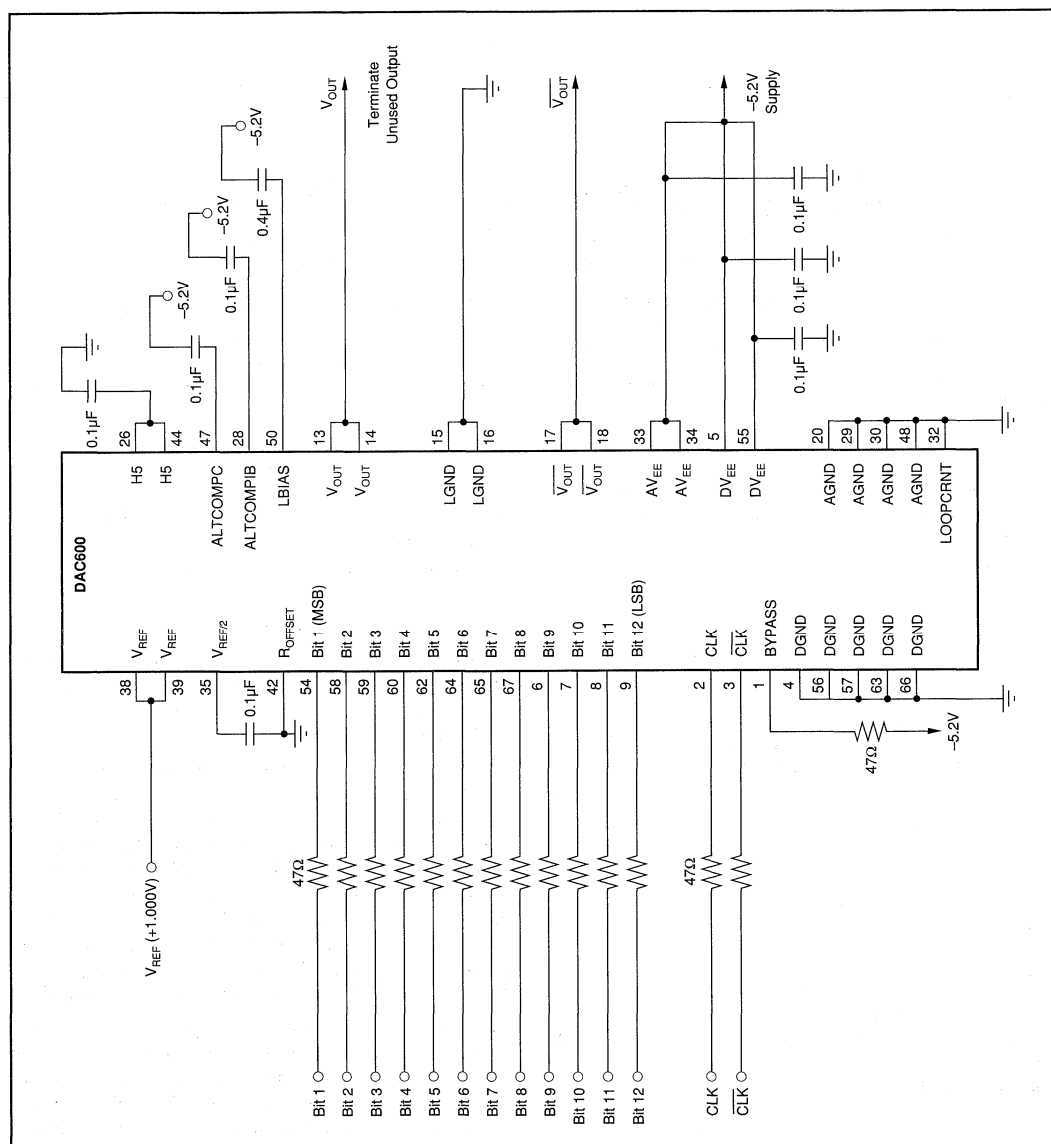 DAC600
V_REF (+1.000V)
38
V_REF
39
V_REF
35
V_REF/2
0.1µF
42
R_OFFSET
47Ω
Bit 1
54
Bit 1 (MSB)
Bit 2
58
Bit 2
Bit 3
59
Bit 3
Bit 4
60
Bit 4
Bit 5
62
Bit 5
Bit 6
64
Bit 6
Bit 7
65
Bit 7
Bit 8
67
Bit 8
Bit 9
6
Bit 9
Bit 10
7
Bit 10
Bit 11
8
Bit 11
Bit 12
9
Bit 12 (LSB)
47Ω
CLK
2
CLK
C̅L̅K̅
3
C̅L̅K̅
1
BYPASS
4
DGND
56
DGND
57
DGND
63
DGND
66
DGND
47Ω
–5.2V
0.1µF
H5
26
H5
44
0.1µF
–5.2V
ALTCOMPC
47
0.1µF
–5.2V
ALTCOMPIB
28
0.4µF
–5.2V
LBIAS
50
V_OUT
13
V_OUT
14
V_OUT
Terminate
Unused Output
LGND
15
LGND
16
V̅_O̅U̅T̅
17
V̅_O̅U̅T̅
18
V̅_O̅U̅T̅
AV_EE
33
AV_EE
34
DV_EE
5
DV_EE
55
–5.2V
Supply
0.1µF
0.1µF
0.1µF
AGND
20
AGND
29
AGND
30
AGND
48
LOOPCRNT
32